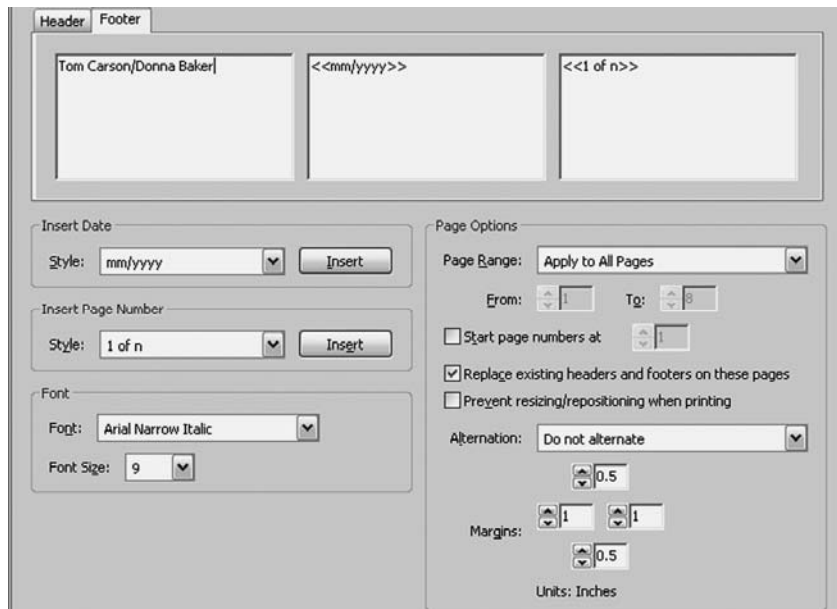 Header Footer
Tom Carson/Donna Baker <<mm/yyyy>> <<1 of n>>
Insert Date
Style: mm/yyyy Insert
Insert Page Number
Style: 1 of n Insert
Font
Font: Arial Narrow Italic
Font Size: 9
Page Options
Page Range: Apply to All Pages
From: 1 To: 8
Start page numbers at 1
Replace existing headers and footers on these pages
Prevent resizing/repositioning when printing
Alternation: Do not alternate
0.5
Margins: 1 1
0.5
Units: Inches